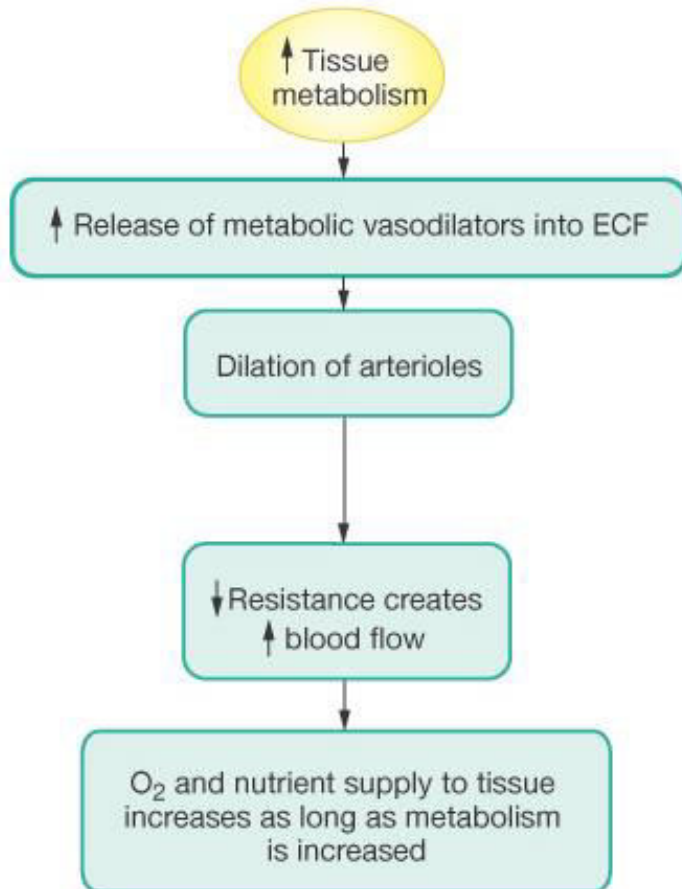 ↑ Tissue
metabolism
↑ Release of metabolic vasodilators into ECF
Dilation of arterioles
↓ Resistance creates
↑ blood flow
O₂ and nutrient supply to tissue
increases as long as metabolism
is increased